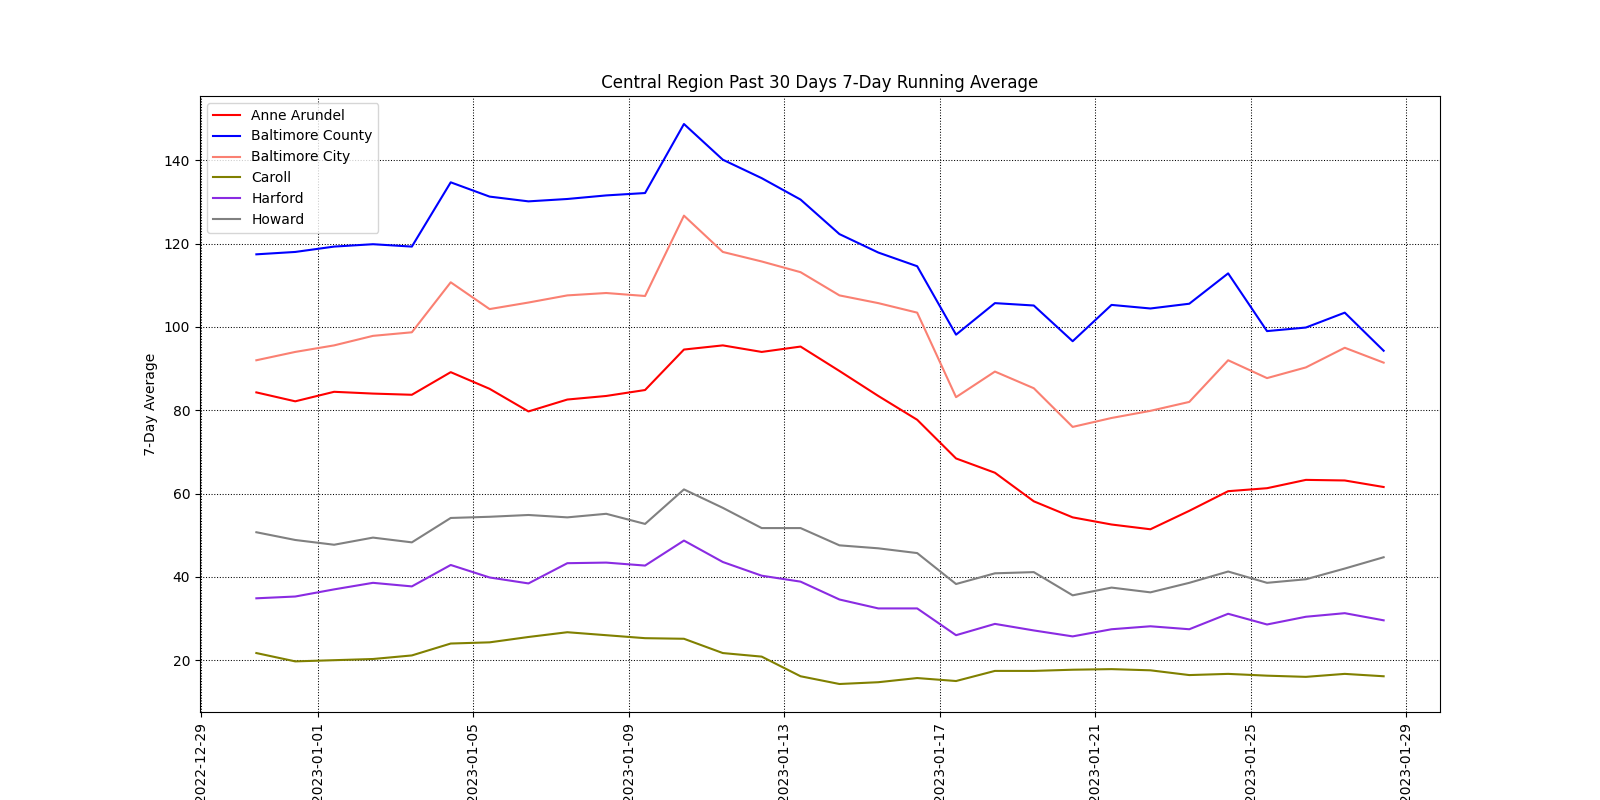 Central Region Past 30 Days 7-Day Running Average
Anne Arundel
Baltimore County
Baltimore City
Caroll
Harford
Howard
7-Day Average
140
120
100
80
60
40
20
2022-12-29
2023-01-01
2023-01-05
2023-01-09
2023-01-13
2023-01-17
2023-01-21
2023-01-25
2023-01-29